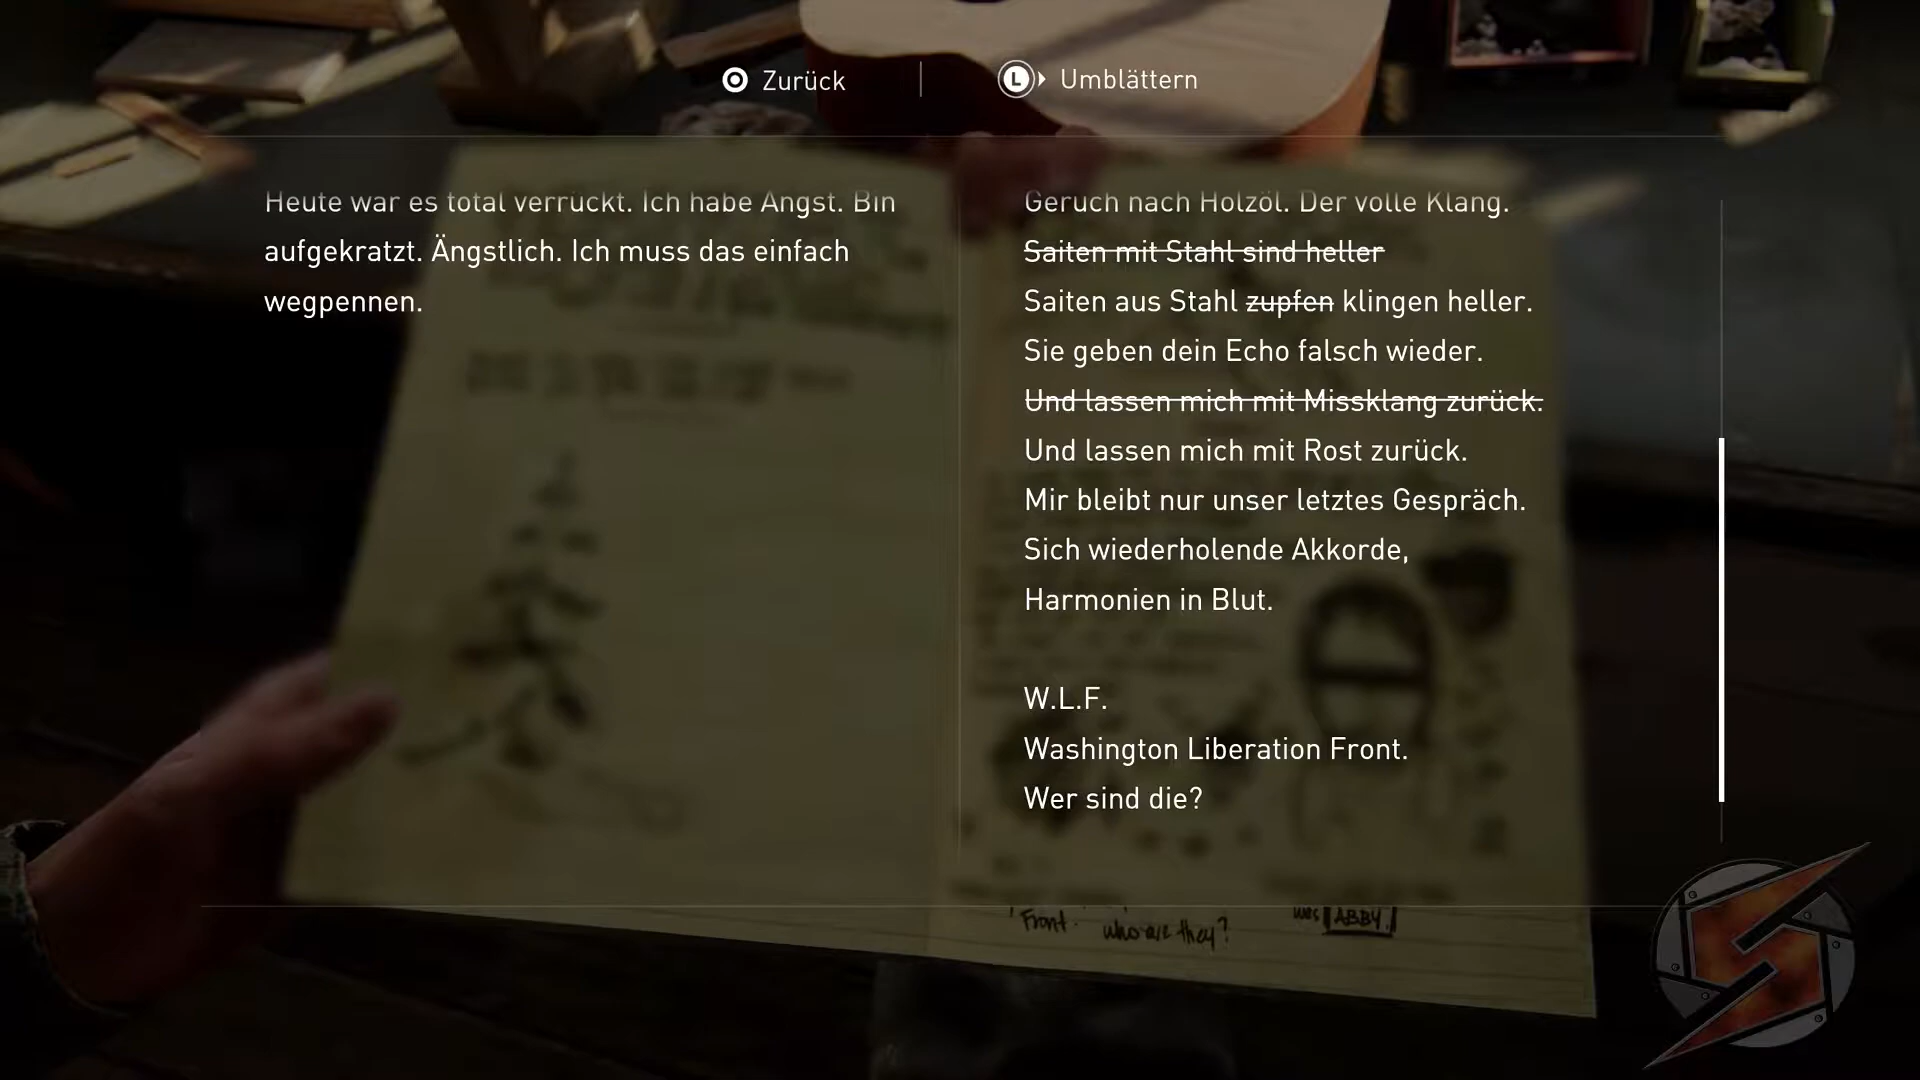 Zurück
Umblättern
Heute war es total verrückt. Ich habe Angst. Bin
aufgekratzt. Ängstlich. Ich muss das einfach
wegpennen.
Geruch nach Holzöl. Der volle Klang.
Saiten mit Stahl sind heller
Saiten aus Stahl zupfen klingen heller.
Sie geben dein Echo falsch wieder.
Und lassen mich mit Missklang zurück.
Und lassen mich mit Rost zurück.
Mir bleibt nur unser letztes Gespräch.
Sich wiederholende Akkorde,
Harmonien in Blut.
W.L.F.
Washington Liberation Front.
Wer sind die?
Front. who are they?
was ABBY.